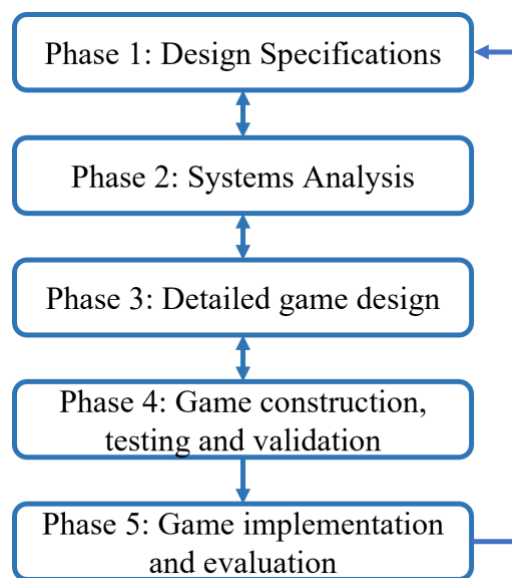 Phase 1: Design Specifications
Phase 2: Systems Analysis
Phase 3: Detailed game design
Phase 4: Game construction,
testing and validation
Phase 5: Game implementation
and evaluation